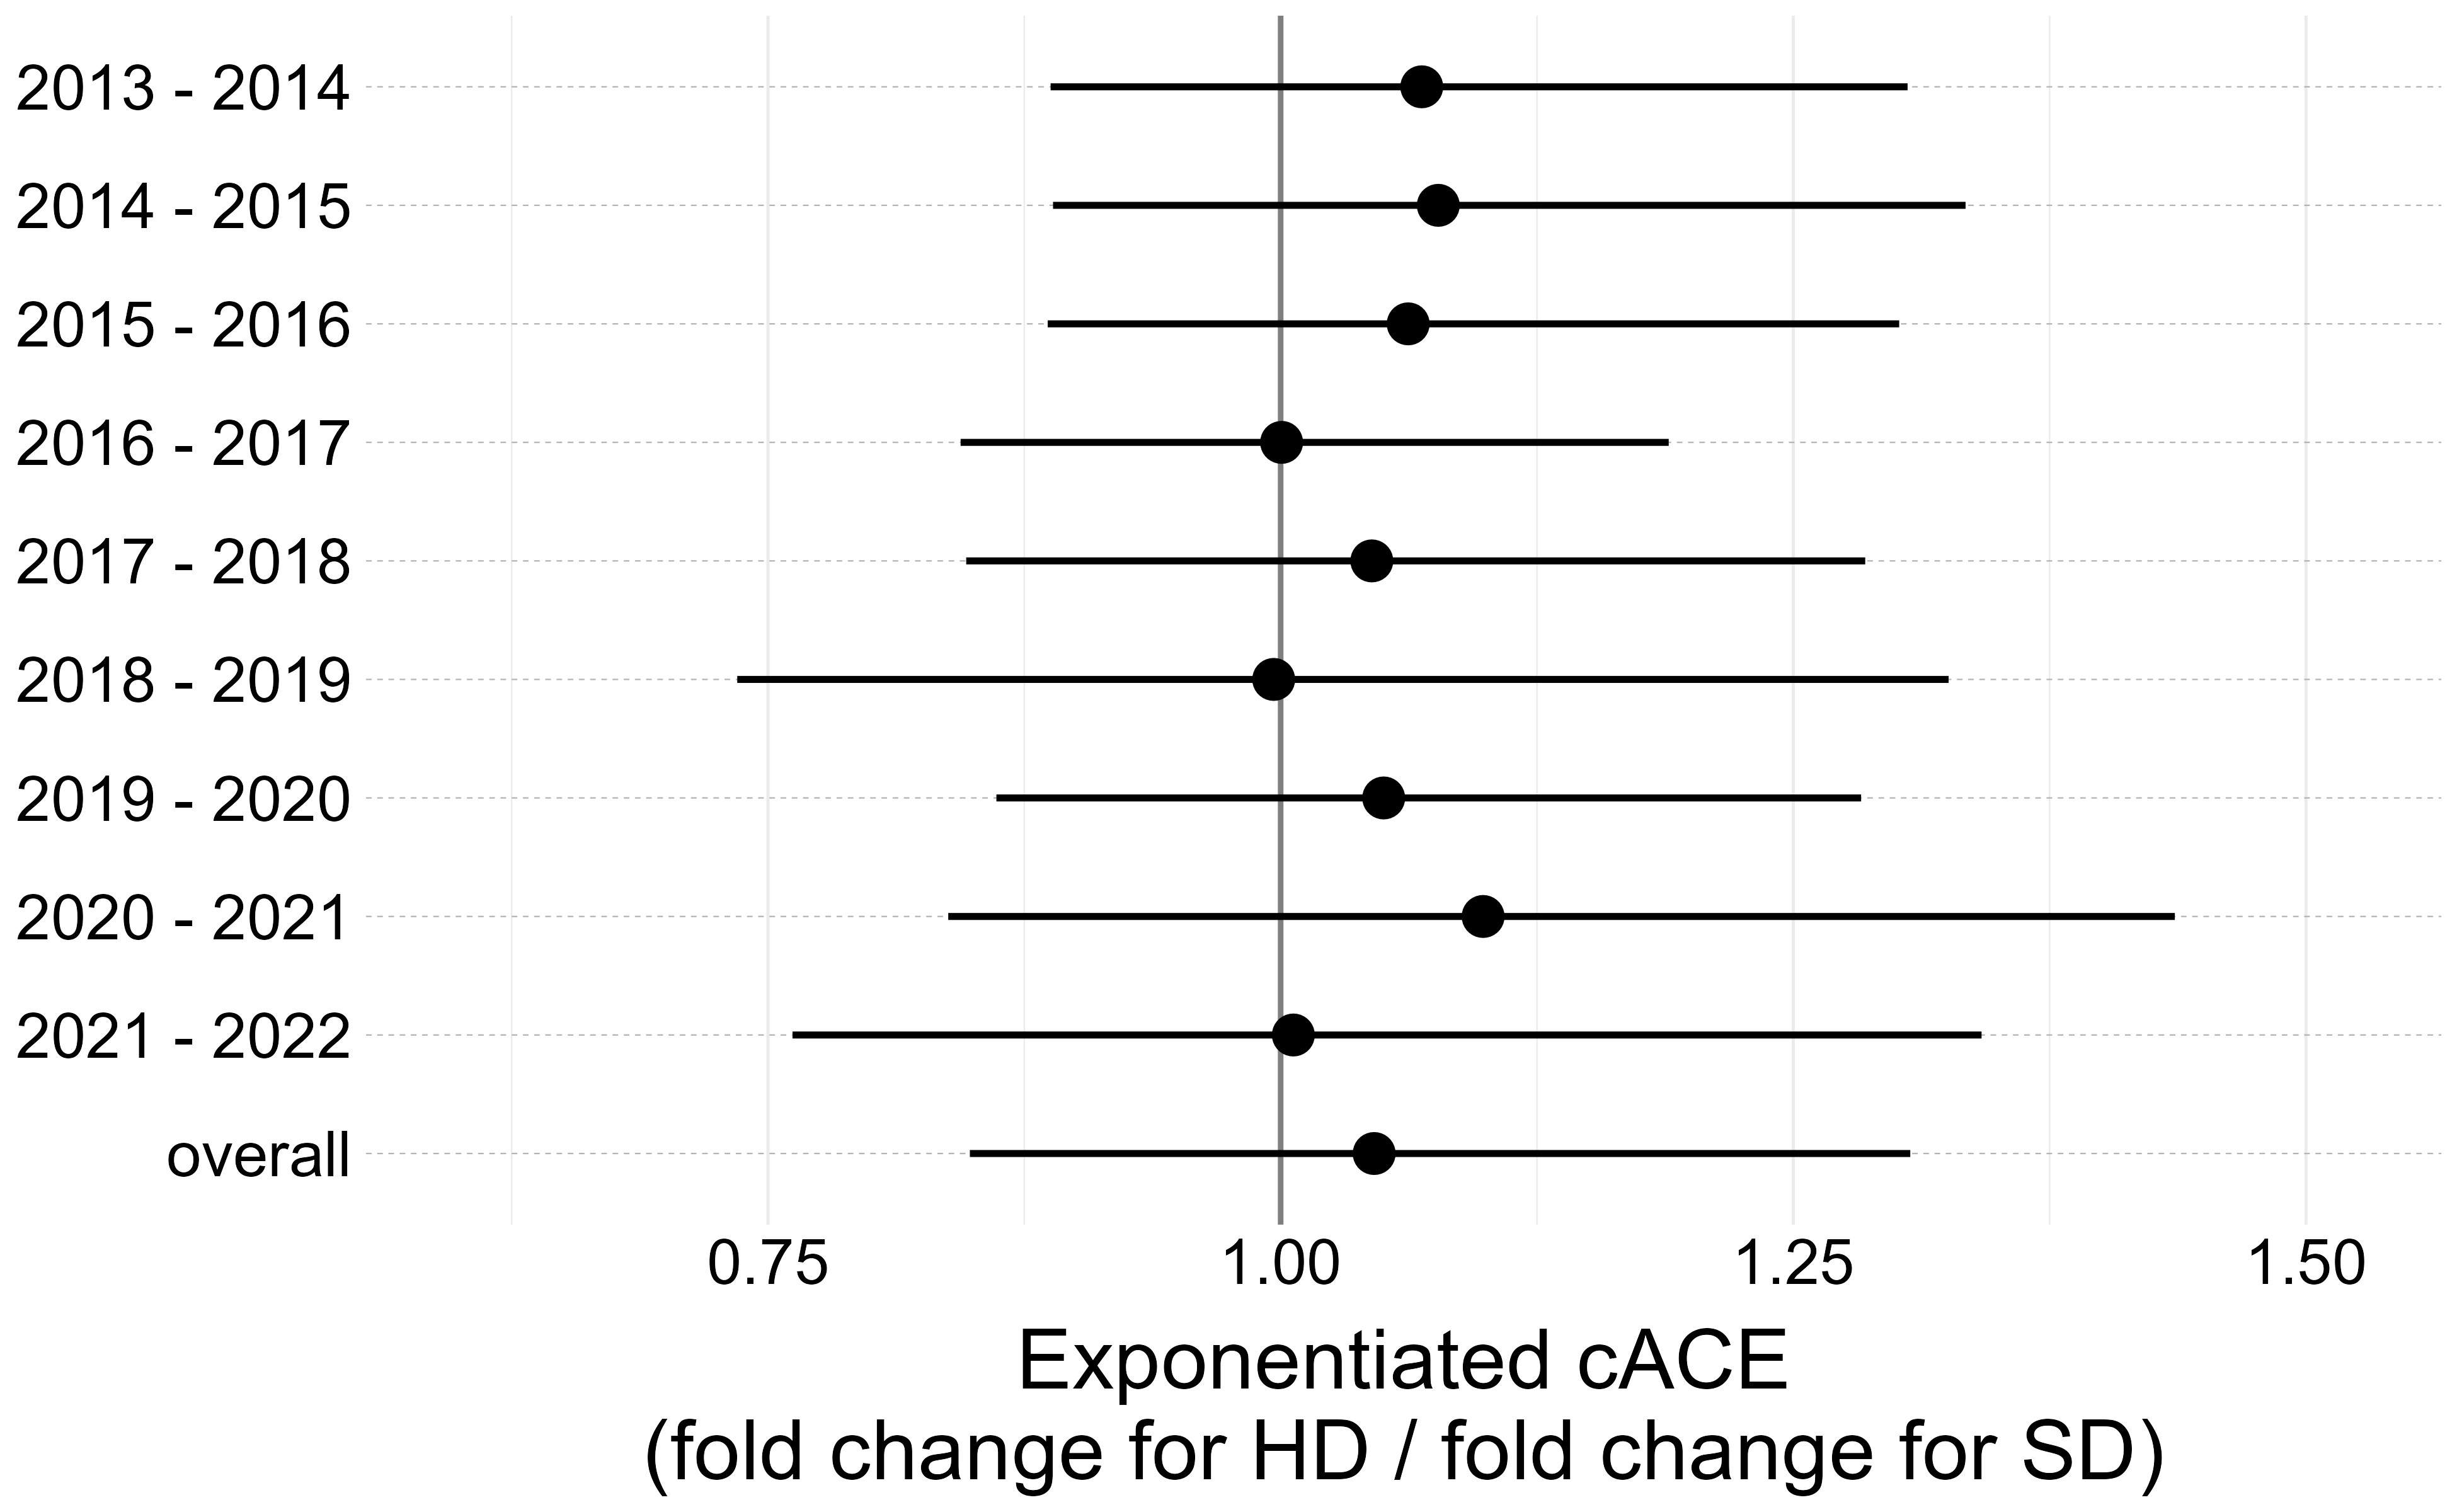 2013 - 2014
2014 - 2015
2015 - 2016
2016 - 2017
2017 - 2018
2018 - 2019
2019 - 2020
2020 - 2021
2021 - 2022
overall
0.75 1.00 1.25 1.50
Exponentiated cACE
(fold change for HD / fold change for SD)